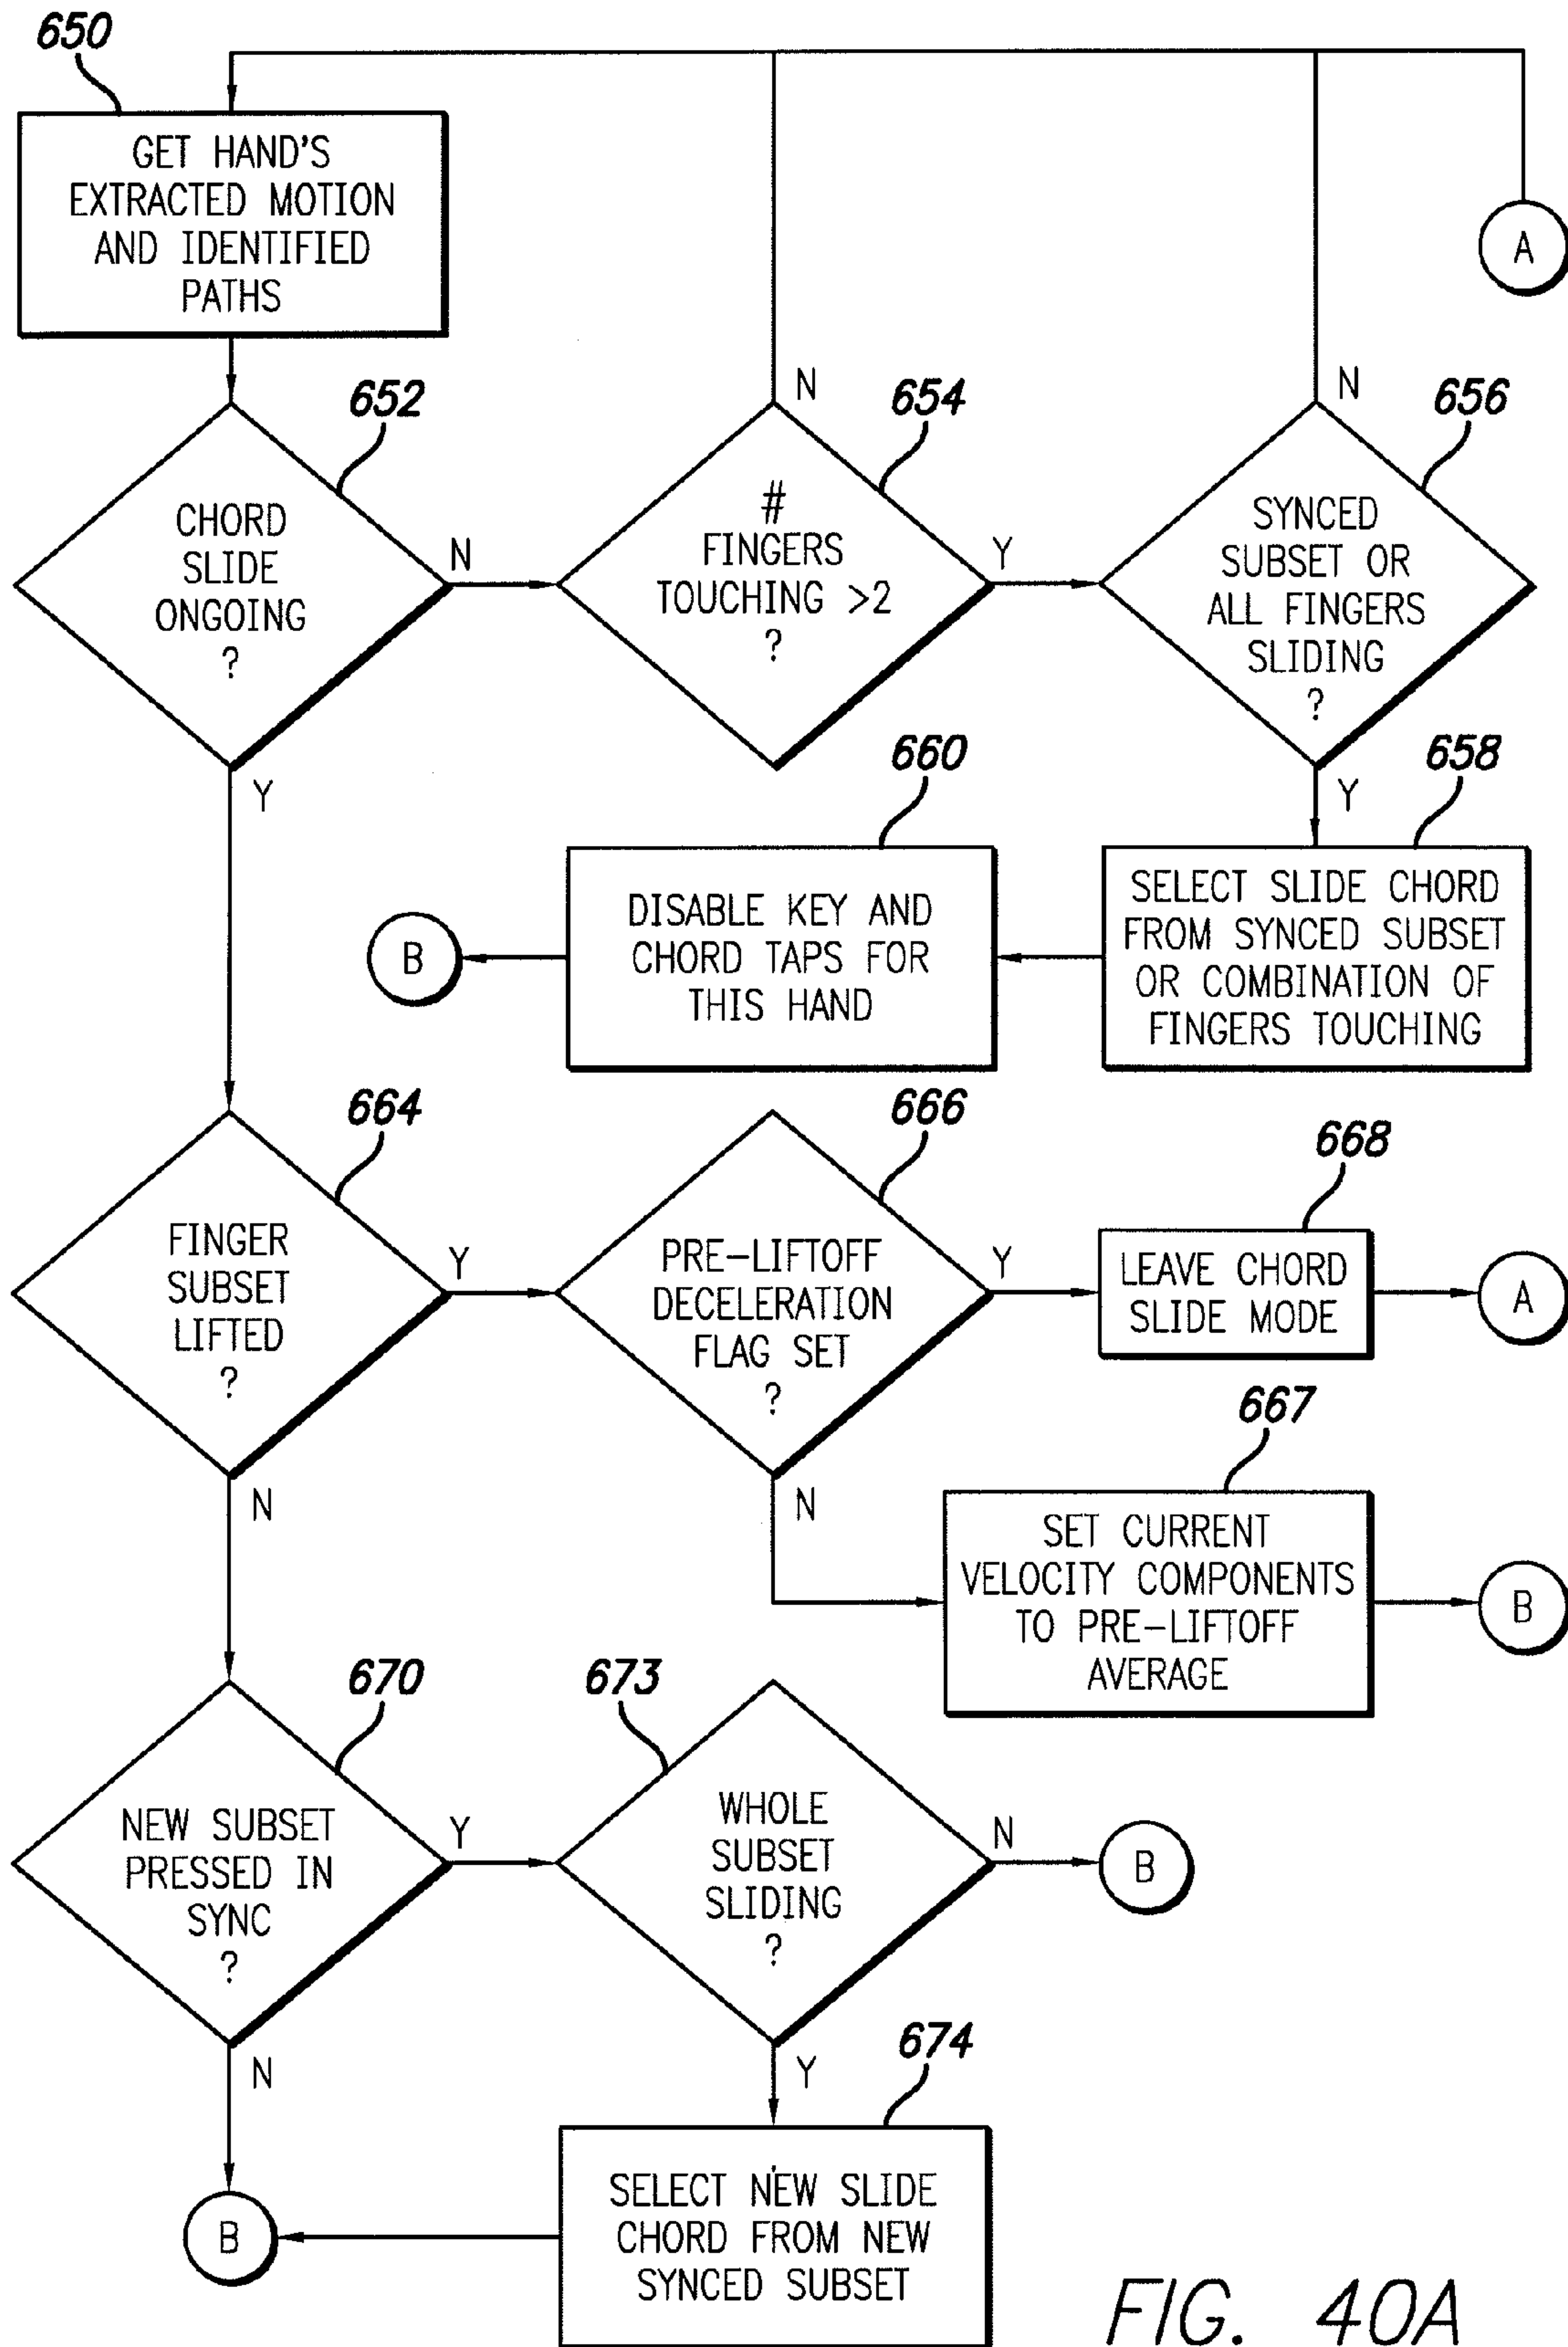 650
GET HAND'S
EXTRACTED MOTION
AND IDENTIFIED
PATHS
A
652
CHORD
SLIDE
ONGOING
?
N
Y
654
#
FINGERS
TOUCHING >2
?
N
Y
656
SYNCED
SUBSET OR
ALL FINGERS
SLIDING
?
N
Y
658
SELECT SLIDE CHORD
FROM SYNCED SUBSET
OR COMBINATION OF
FINGERS TOUCHING
660
DISABLE KEY AND
CHORD TAPS FOR
THIS HAND
B
664
FINGER
SUBSET
LIFTED
?
Y
N
666
PRE-LIFTOFF
DECELERATION
FLAG SET
?
Y
N
668
LEAVE CHORD
SLIDE MODE
A
667
SET CURRENT
VELOCITY COMPONENTS
TO PRE-LIFTOFF
AVERAGE
B
670
NEW SUBSET
PRESSED IN
SYNC
?
Y
N
673
WHOLE
SUBSET
SLIDING
?
N
B
Y
674
SELECT NEW SLIDE
CHORD FROM NEW
SYNCED SUBSET
B
FIG. 40A